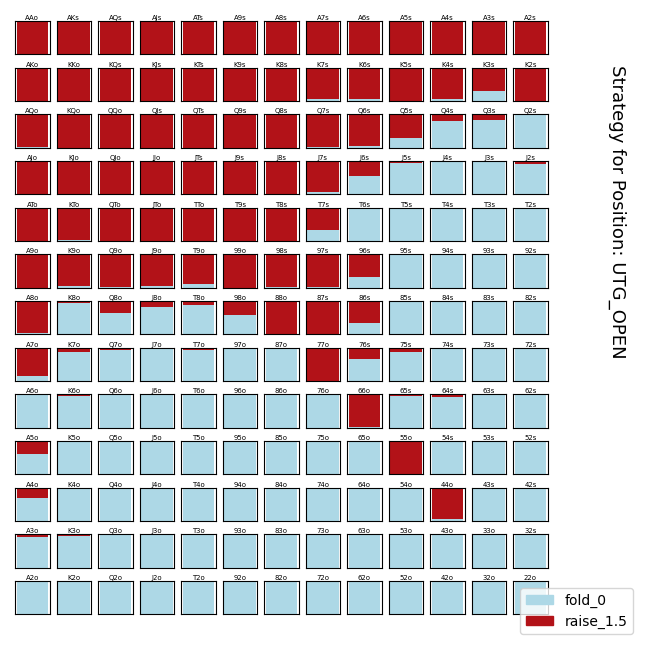 AAo AKs AQs AJs ATs A9s A8s A7s A6s A5s A4s A3s A2s
AKo KKo KQs KJs KTs K9s K8s K7s K6s K5s K4s K3s K2s
AQo KQo QQo QJs QTs Q9s Q8s Q7s Q6s Q5s Q4s Q3s Q2s
AJo KJo QJo JJo JTs J9s J8s J7s J6s J5s J4s J3s J2s
ATo KTo QTo JTo TTo T9s T8s T7s T6s T5s T4s T3s T2s
A9o K9o Q9o J9o T9o 99o 98s 97s 96s 95s 94s 93s 92s
A8o K8o Q8o J8o T8o 98o 88o 87s 86s 85s 84s 83s 82s
A7o K7o Q7o J7o T7o 97o 87o 77o 76s 75s 74s 73s 72s
A6o K6o Q6o J6o T6o 96o 86o 76o 66o 65s 64s 63s 62s
A5o K5o Q5o J5o T5o 95o 85o 75o 65o 55o 54s 53s 52s
A4o K4o Q4o J4o T4o 94o 84o 74o 64o 54o 44o 43s 42s
A3o K3o Q3o J3o T3o 93o 83o 73o 63o 53o 43o 33o 32s
A2o K2o Q2o J2o T2o 92o 82o 72o 62o 52o 42o 32o 22o
Strategy for Position: UTG_OPEN
fold_0
raise_1.5